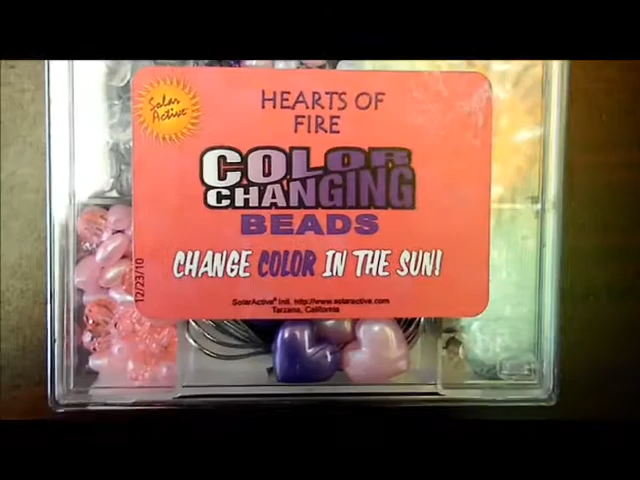 Solar
Active
HEARTS OF
FIRE
COLOR
CHANGING
BEADS
CHANGE COLOR IN THE SUN!
12/23/10
SolarActive® Intl. http://www.solaractive.com
Tarzana, California